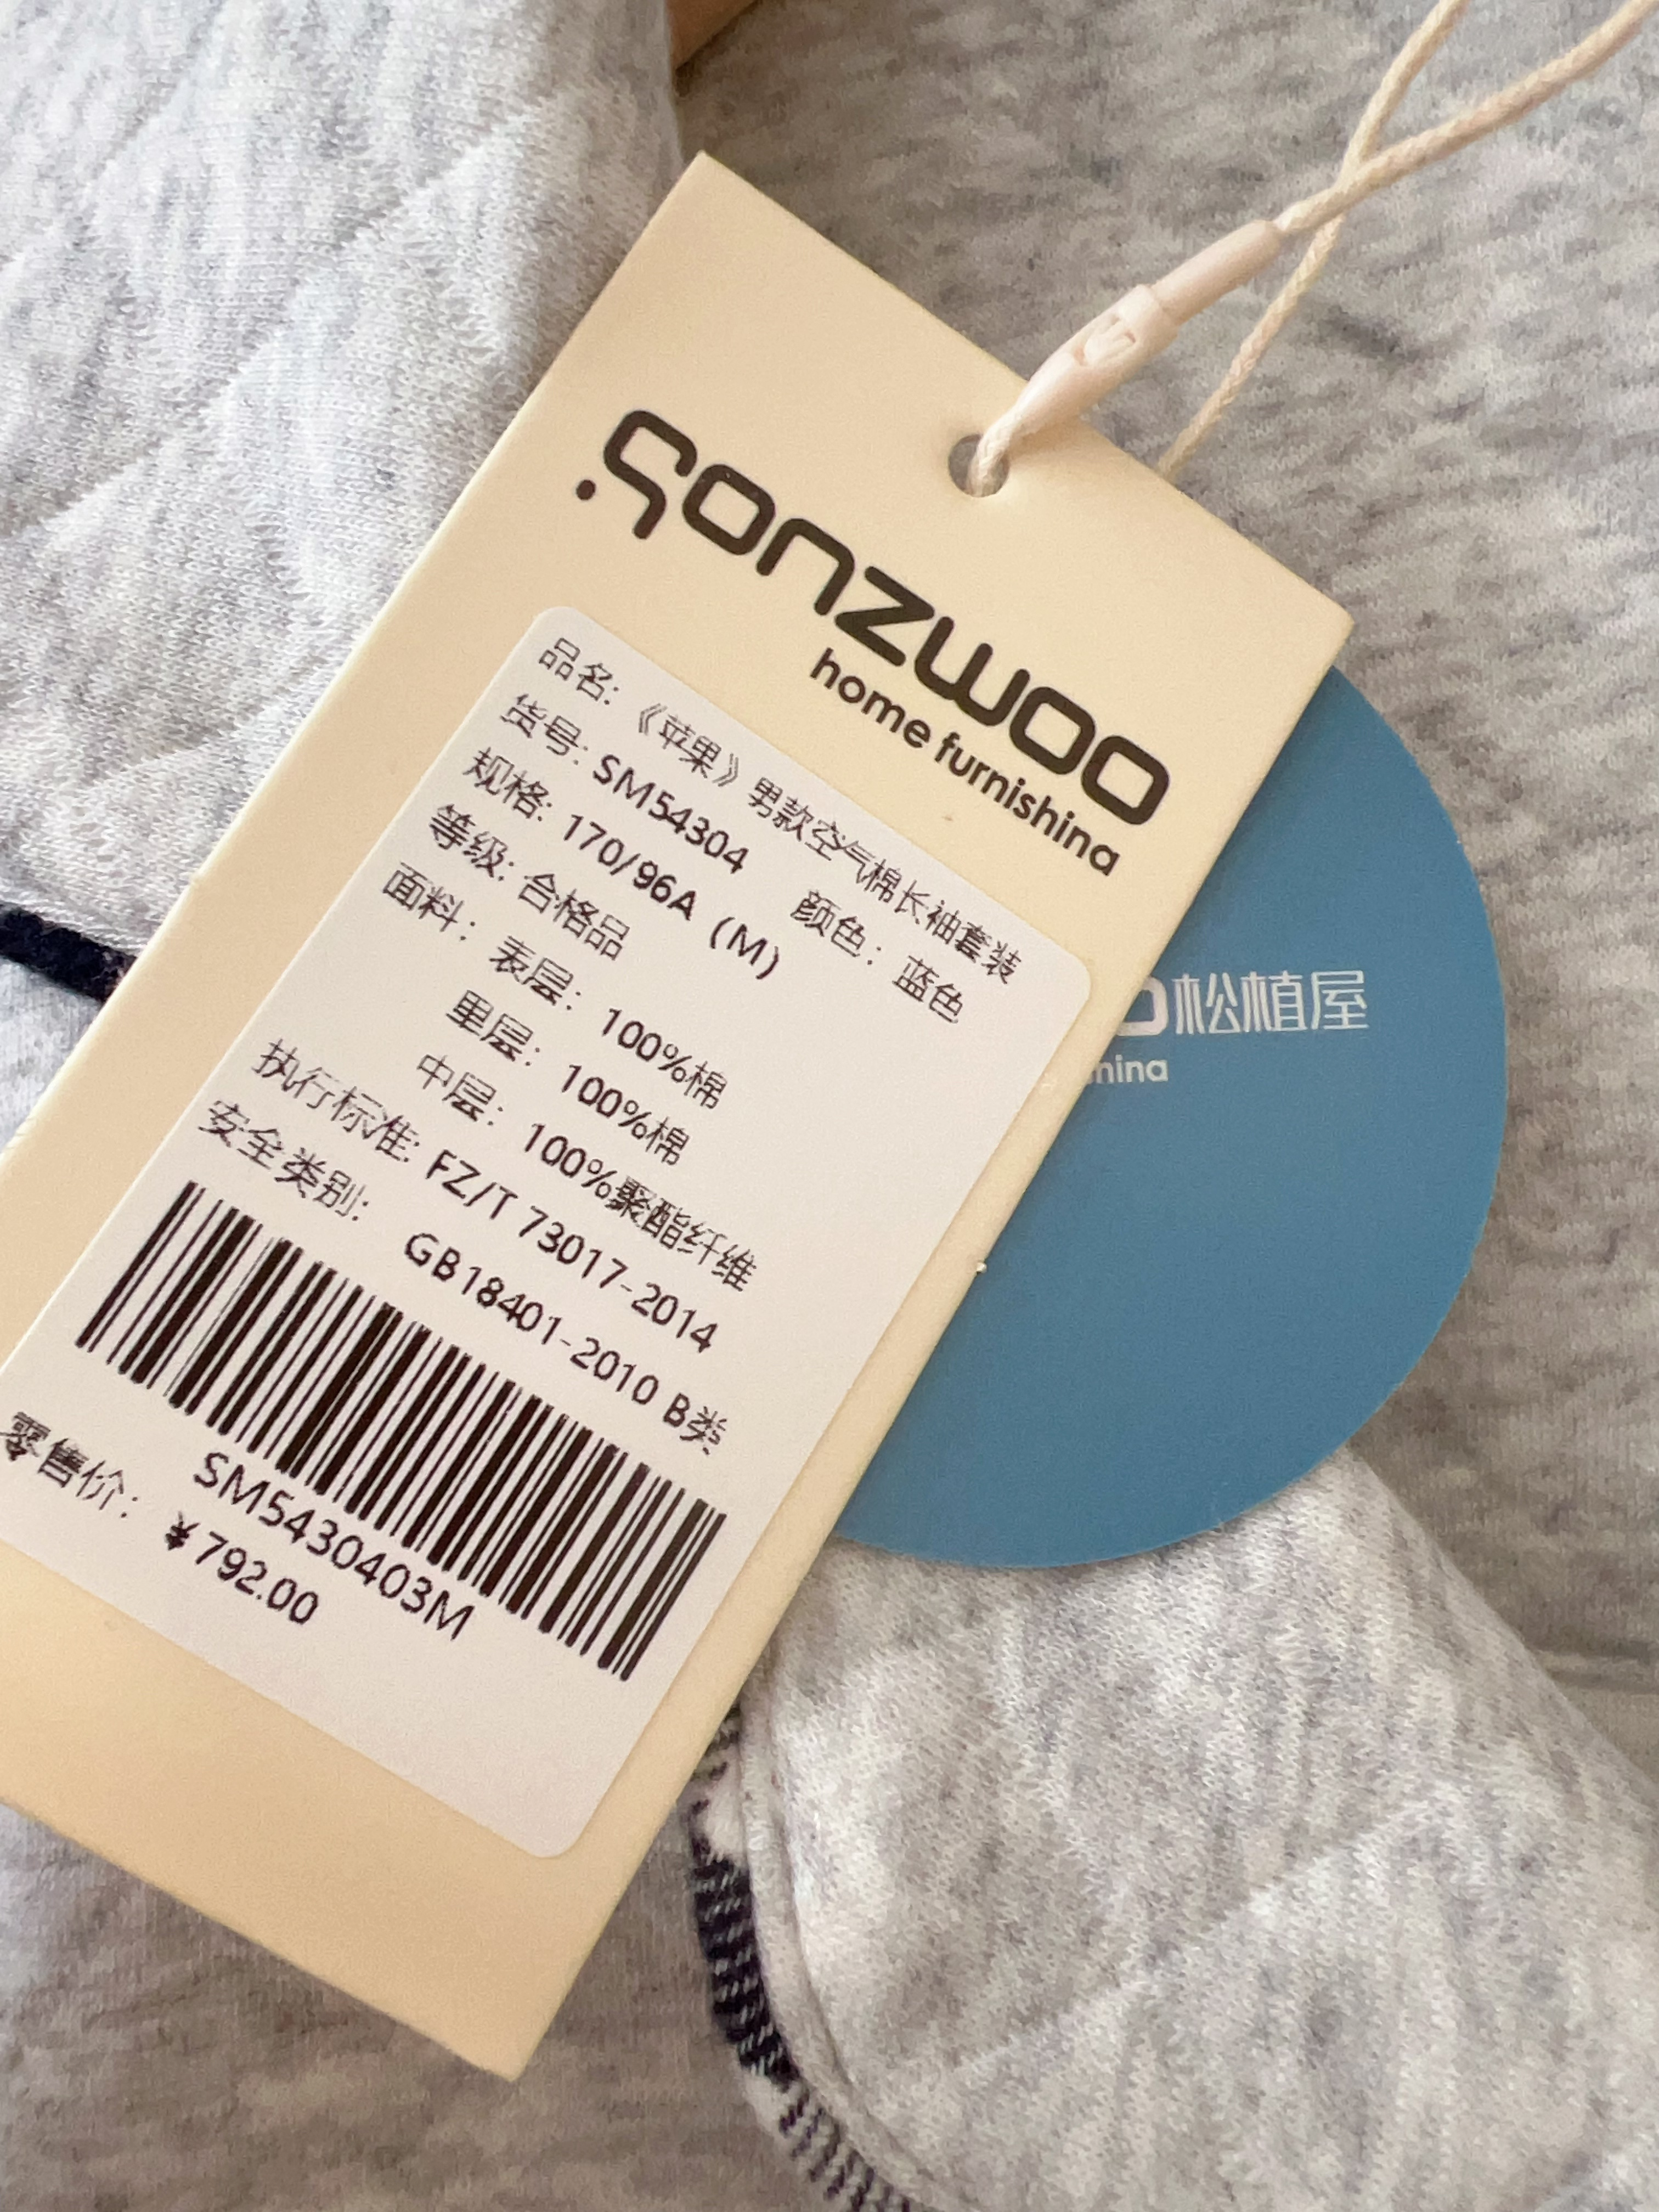 Sonzwoo
home furnishina
品名: 《苹果》男款空气棉长袖套装
货号: SM54304 颜色: 蓝色
规格: 170/96A (M)
等级: 合格品
面料: 表层: 100%棉
里层: 100%棉
中层: 100%聚酯纤维
执行标准: FZ/T 73017-2014
安全类别: GB18401-2010 B类
SM5430403M
零售价: ¥792.00
o松植屋
hina